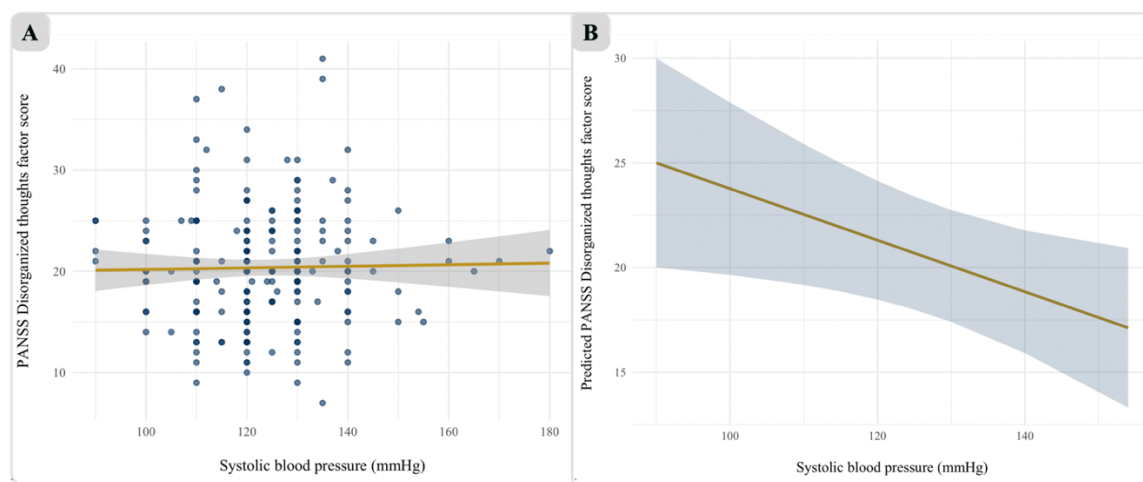 A
PANSS Disorganized thoughts factor score
40
30
20
10
100
120
140
160
180
Systolic blood pressure (mmHg)
B
Predicted PANSS Disorganized thoughts factor score
30
25
20
15
100
120
140
Systolic blood pressure (mmHg)